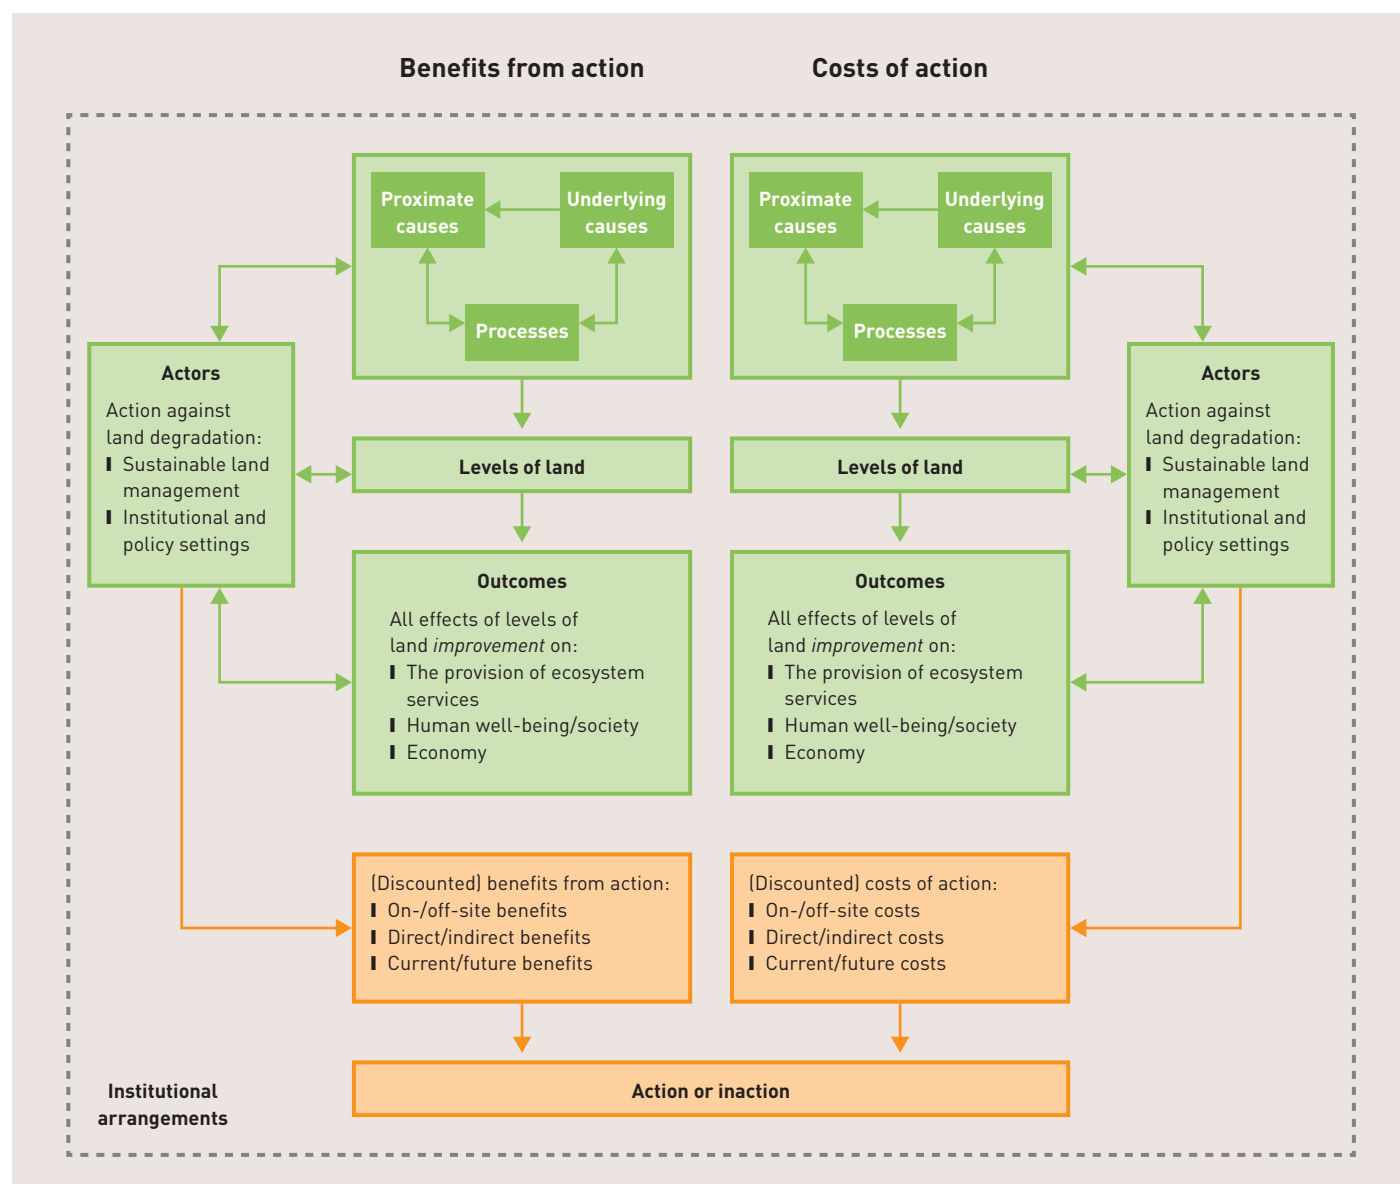 Benefits from action
Costs of action
Proximate
causes
Underlying
causes
Processes
Proximate
causes
Underlying
causes
Processes
Actors
Action against
land degradation:
❙ Sustainable land
management
❙ Institutional and
policy settings
Levels of land
Levels of land
Actors
Action against
land degradation:
❙ Sustainable land
management
❙ Institutional and
policy settings
Outcomes
All effects of levels of
land improvement on:
❙ The provision of ecosystem
services
❙ Human well-being/society
❙ Economy
Outcomes
All effects of levels of
land improvement on:
❙ The provision of ecosystem
services
❙ Human well-being/society
❙ Economy
(Discounted) benefits from action:
❙ On-/off-site benefits
❙ Direct/indirect benefits
❙ Current/future benefits
(Discounted) costs of action:
❙ On-/off-site costs
❙ Direct/indirect costs
❙ Current/future costs
Action or inaction
Institutional
arrangements